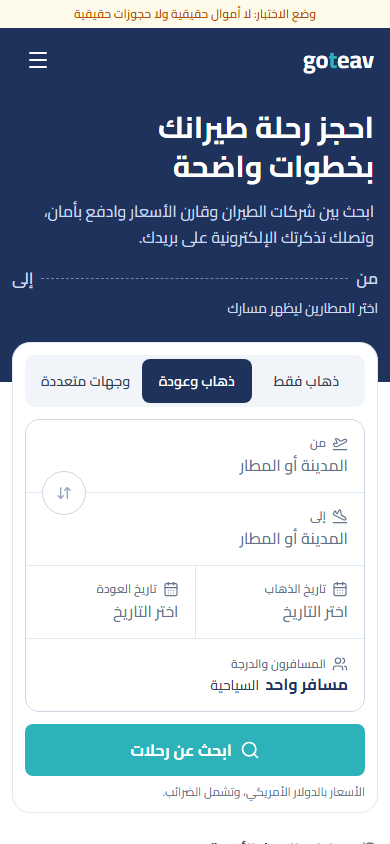 وضع الاختبار: لا أموال حقيقية ولا حجوزات حقيقية
goteav
احجز رحلة طيرانك
بخطوات واضحة
ابحث بين شركات الطيران وقارن الأسعار وادفع بأمان،
وتصلك تذكرتك الإلكترونية على بريدك.
من
إلى
اختر المطارين ليظهر مسارك
ذهاب فقط
ذهاب وعودة
وجهات متعددة
من
المدينة أو المطار
إلى
المدينة أو المطار
تاريخ الذهاب
اختر التاريخ
تاريخ العودة
اختر التاريخ
المسافرون والدرجة
مسافر واحد السياحية
ابحث عن رحلات
الأسعار بالدولار الأمريكي، وتشمل الضرائب.